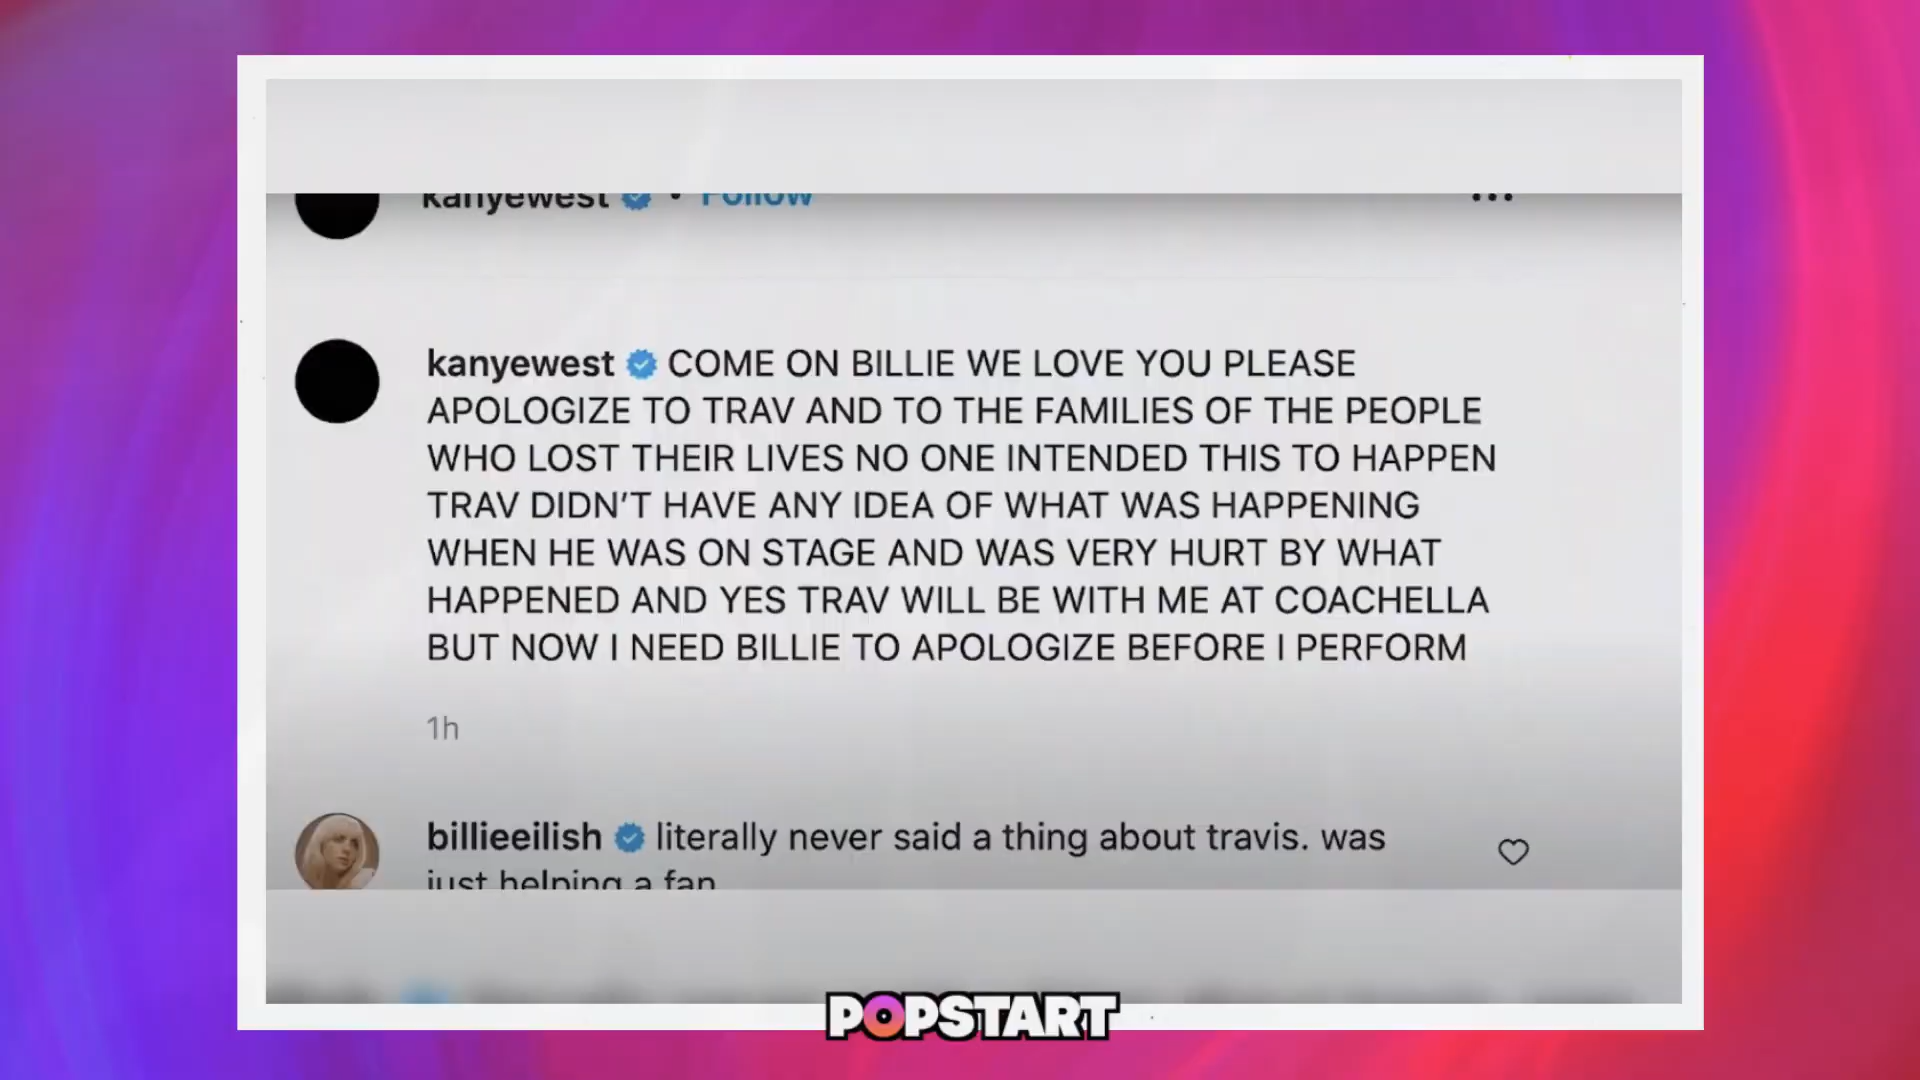 kanyewest • Follow
kanyewest COME ON BILLIE WE LOVE YOU PLEASE
APOLOGIZE TO TRAV AND TO THE FAMILIES OF THE PEOPLE
WHO LOST THEIR LIVES NO ONE INTENDED THIS TO HAPPEN
TRAV DIDN’T HAVE ANY IDEA OF WHAT WAS HAPPENING
WHEN HE WAS ON STAGE AND WAS VERY HURT BY WHAT
HAPPENED AND YES TRAV WILL BE WITH ME AT COACHELLA
BUT NOW I NEED BILLIE TO APOLOGIZE BEFORE I PERFORM
1h
billieeilish literally never said a thing about travis. was
just helping a fan
POPSTART